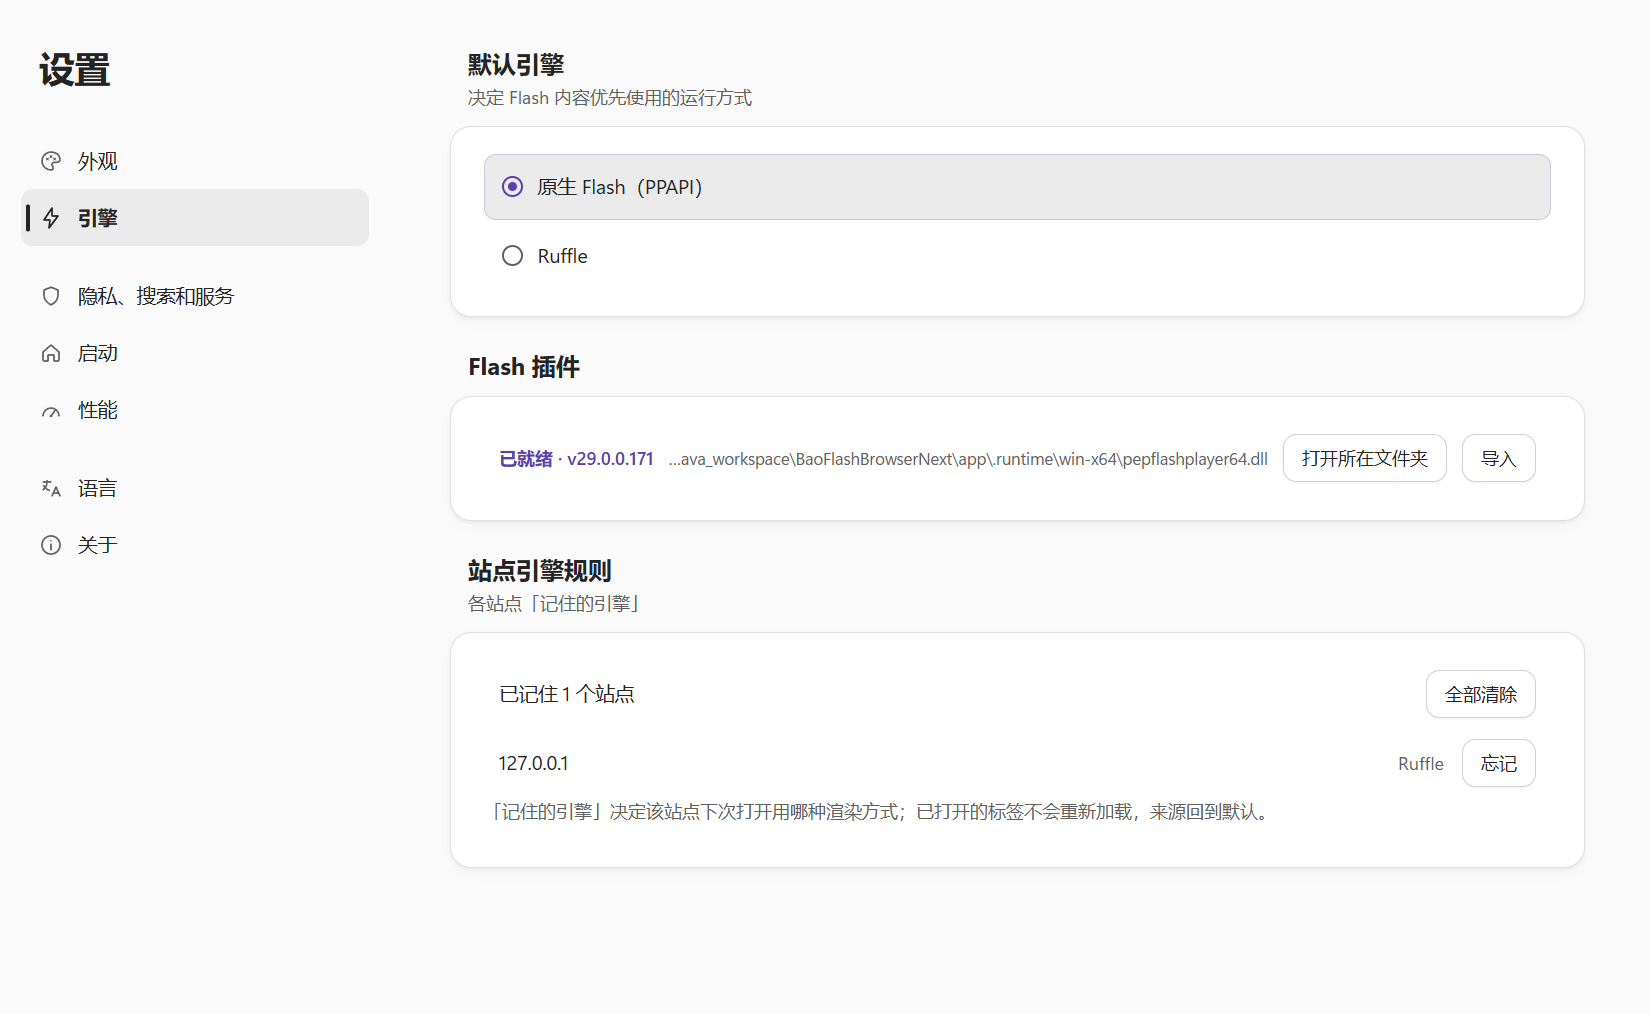 设置
外观
引擎
隐私、搜索和服务
启动
性能
语言
关于
默认引擎
决定 Flash 内容优先使用的运行方式
原生 Flash（PPAPI）
Ruffle
Flash 插件
已就绪 · v29.0.0.171 ...ava_workspace\BaoFlashBrowserNext\app\.runtime\win-x64\pepflashplayer64.dll 打开所在文件夹 导入
站点引擎规则
各站点「记住的引擎」
已记住 1 个站点 全部清除
127.0.0.1 Ruffle 忘记
「记住的引擎」决定该站点下次打开用哪种渲染方式；已打开的标签不会重新加载，来源回到默认。